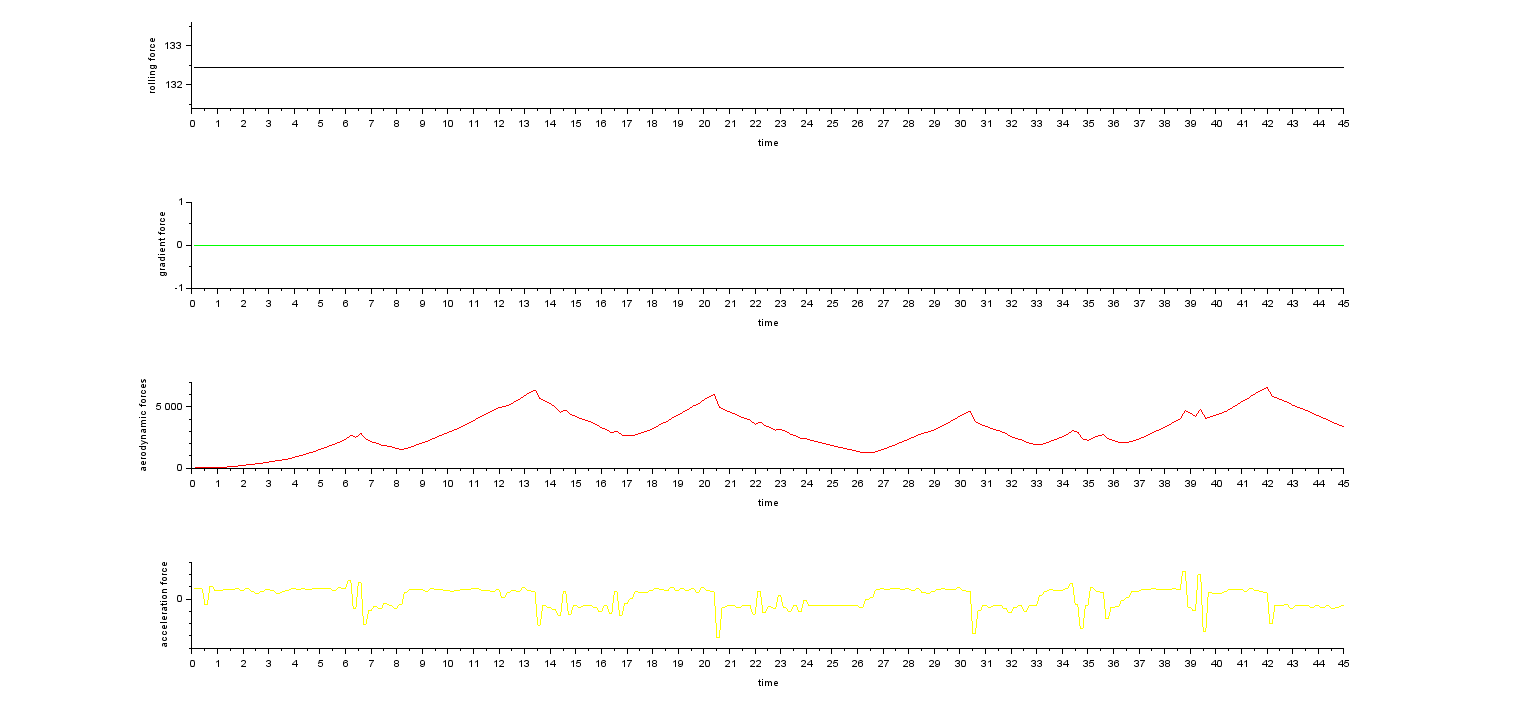 rolling force
133
132
0 1 2 3 4 5 6 7 8 9 10 11 12 13 14 15 16 17 18 19 20 21 22 23 24 25 26 27 28 29 30 31 32 33 34 35 36 37 38 39 40 41 42 43 44 45
time
gradient force
1
0
-1
0 1 2 3 4 5 6 7 8 9 10 11 12 13 14 15 16 17 18 19 20 21 22 23 24 25 26 27 28 29 30 31 32 33 34 35 36 37 38 39 40 41 42 43 44 45
time
aerodynamic forces
5 000
0
0 1 2 3 4 5 6 7 8 9 10 11 12 13 14 15 16 17 18 19 20 21 22 23 24 25 26 27 28 29 30 31 32 33 34 35 36 37 38 39 40 41 42 43 44 45
time
acceleration force
0
0 1 2 3 4 5 6 7 8 9 10 11 12 13 14 15 16 17 18 19 20 21 22 23 24 25 26 27 28 29 30 31 32 33 34 35 36 37 38 39 40 41 42 43 44 45
time